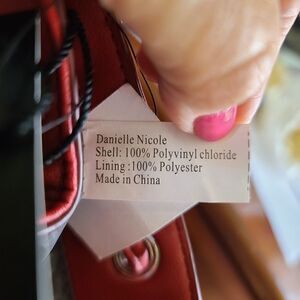 Danielle Nicole
Shell: 100% Polyvinyl chloride
Lining :100% Polyester
Made in China